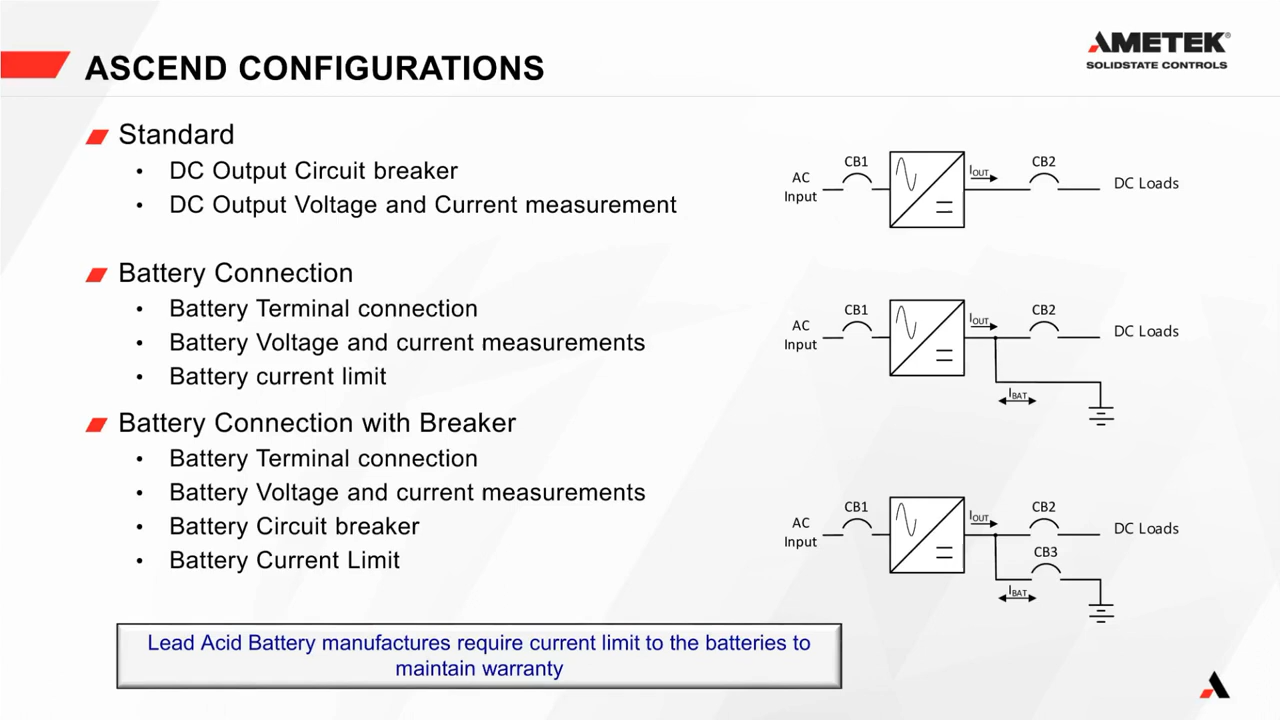 AMETEK®
SOLIDSTATE CONTROLS
ASCEND CONFIGURATIONS
Standard
• DC Output Circuit breaker
• DC Output Voltage and Current measurement
AC
Input
CB1
IOUT
CB2
DC Loads
Battery Connection
• Battery Terminal connection
• Battery Voltage and current measurements
• Battery current limit
AC
Input
CB1
IOUT
CB2
DC Loads
IBAT
Battery Connection with Breaker
• Battery Terminal connection
• Battery Voltage and current measurements
• Battery Circuit breaker
• Battery Current Limit
AC
Input
CB1
IOUT
CB2
DC Loads
CB3
IBAT
Lead Acid Battery manufactures require current limit to the batteries to
maintain warranty